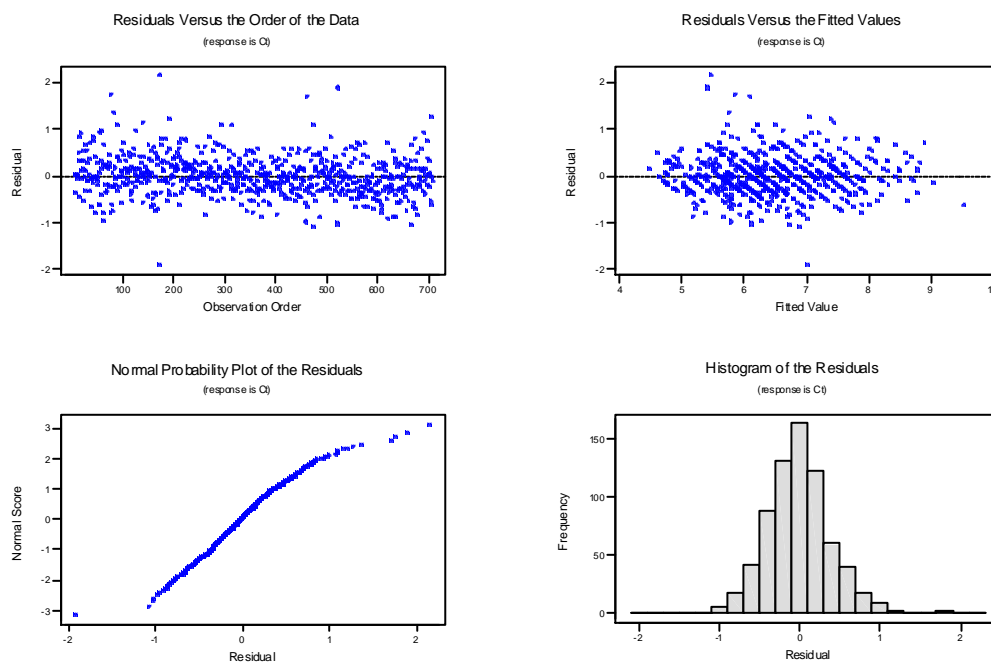 Residuals Versus the Order of the Data
(response is Ct)
2
1
0
-1
-2
Residual
100 200 300 400 500 600 700
Observation Order
Residuals Versus the Fitted Values
(response is Ct)
2
1
0
-1
-2
Residual
4 5 6 7 8 9
Fitted Value
Normal Probability Plot of the Residuals
(response is Ct)
3
2
1
0
-1
-2
-3
Normal Score
-2 -1 0 1 2
Residual
Histogram of the Residuals
(response is Ct)
150
100
50
0
Frequency
-2 -1 0 1 2
Residual